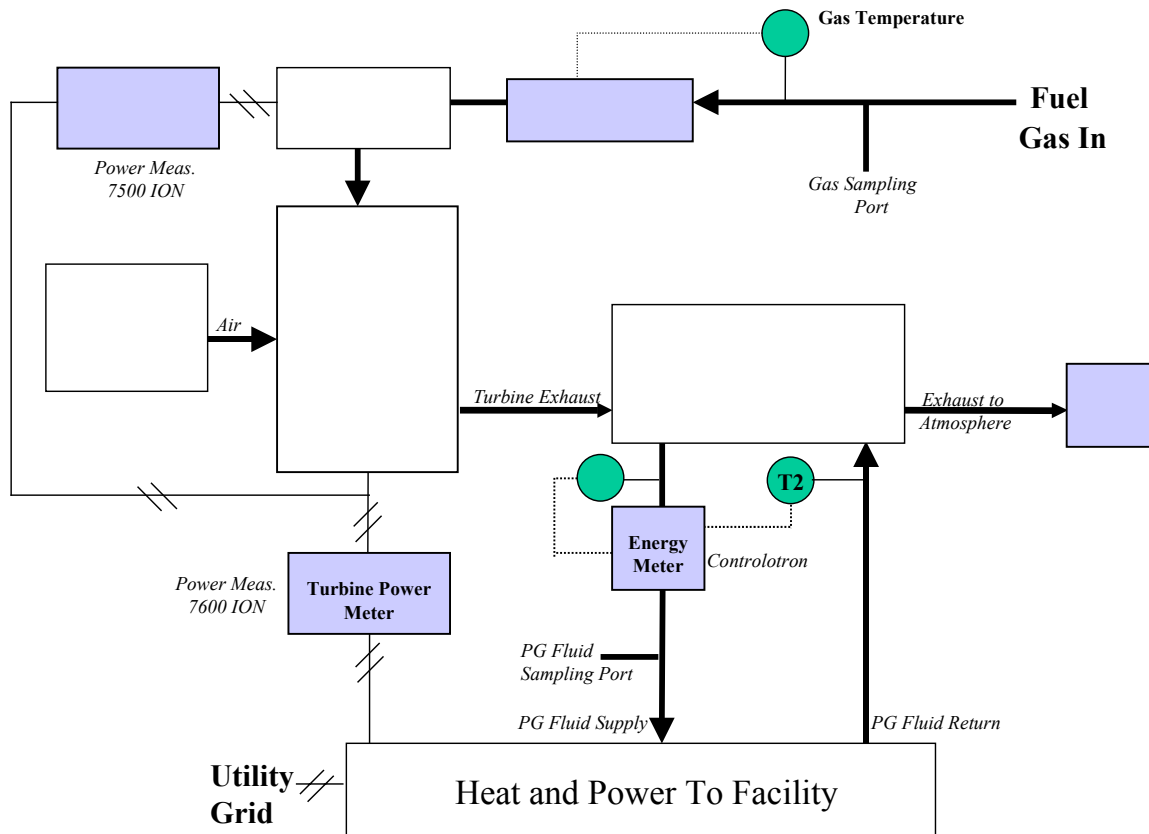 Gas Temperature
Fuel
Gas In
Power Meas.
7500 ION
Gas Sampling
Port
Air
Turbine Exhaust
Exhaust to
Atmosphere
T2
Energy
Meter
Controlotron
Power Meas.
7600 ION
Turbine Power
Meter
PG Fluid
Sampling Port
PG Fluid Supply
PG Fluid Return
Utility
Grid
Heat and Power To Facility